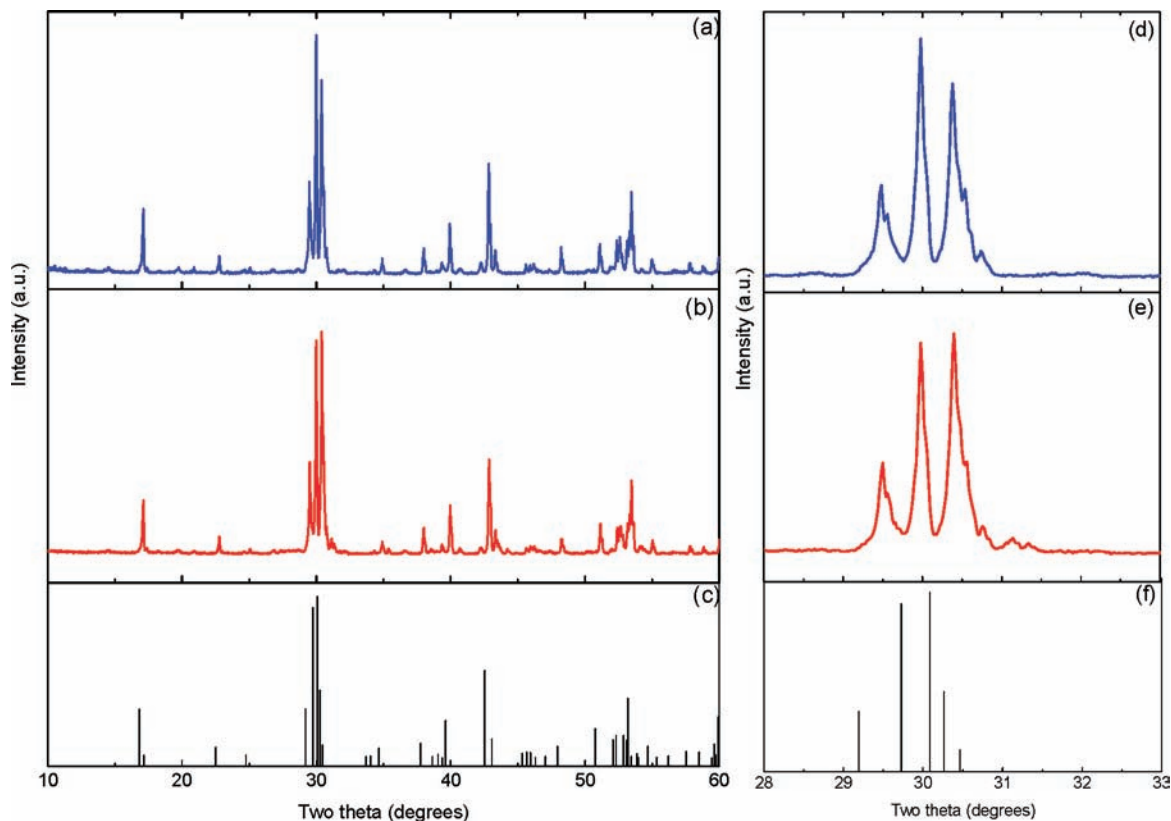 (a)
(d)
(b)
(e)
Intensity (a.u.)
Intensity (a.u.)
(c)
(f)
10 20 30 40 50 60
28 29 30 31 32 33
Two theta (degrees)
Two theta (degrees)